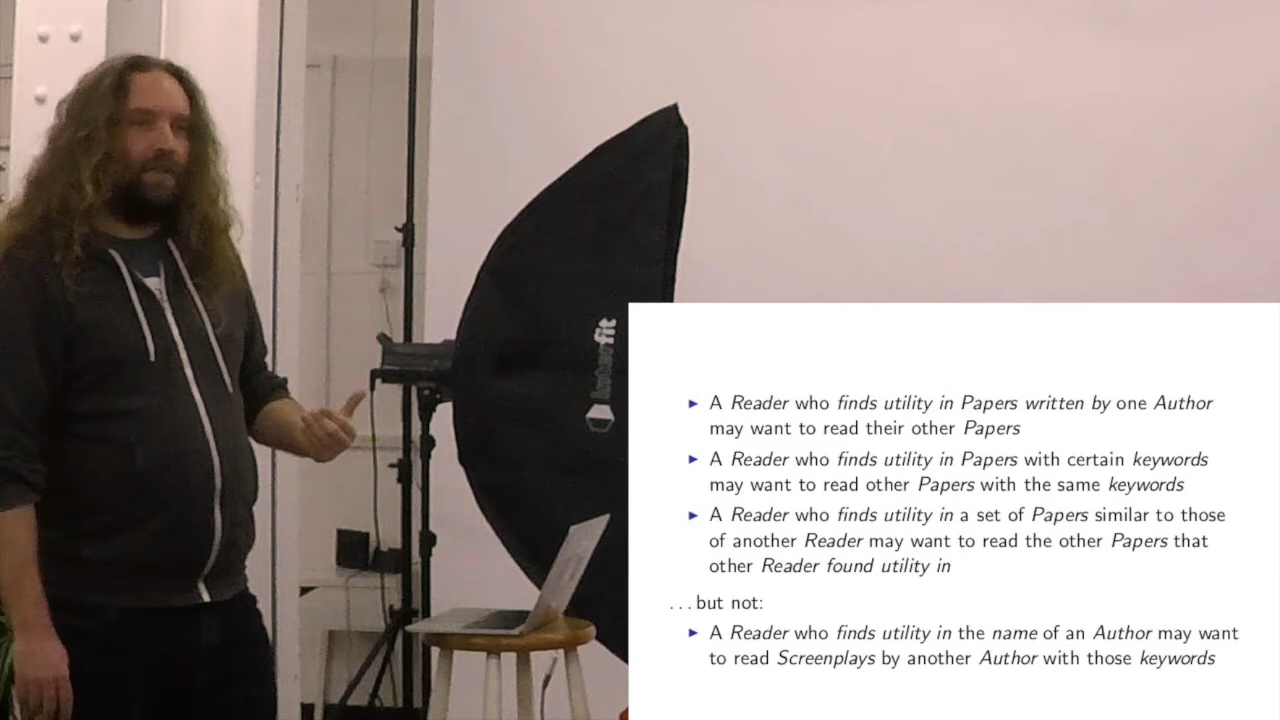 interfit
▶ A Reader who finds utility in Papers written by one Author
may want to read their other Papers
▶ A Reader who finds utility in Papers with certain keywords
may want to read other Papers with the same keywords
▶ A Reader who finds utility in a set of Papers similar to those
of another Reader may want to read the other Papers that
other Reader found utility in
...but not:
▶ A Reader who finds utility in the name of an Author may want
to read Screenplays by another Author with those keywords